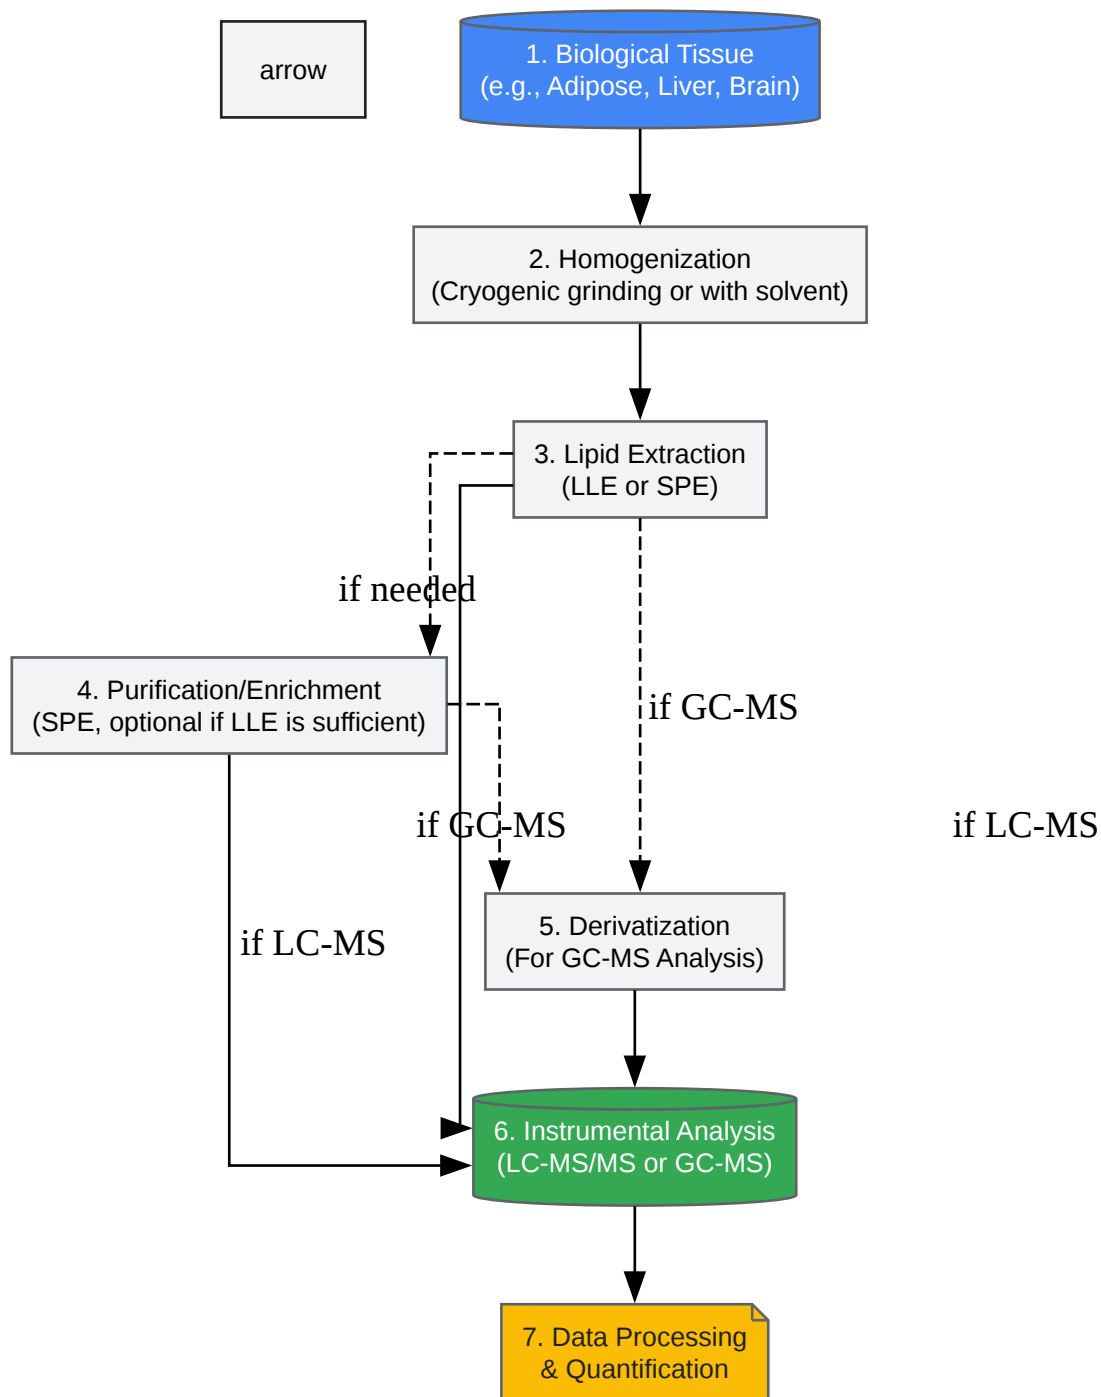 arrow
1. Biological Tissue
(e.g., Adipose, Liver, Brain)
2. Homogenization
(Cryogenic grinding or with solvent)
3. Lipid Extraction
(LLE or SPE)
if needed
4. Purification/Enrichment
(SPE, optional if LLE is sufficient)
if GC-MS
if GC-MS
if LC-MS
5. Derivatization
(For GC-MS Analysis)
if LC-MS
6. Instrumental Analysis
(LC-MS/MS or GC-MS)
7. Data Processing
& Quantification